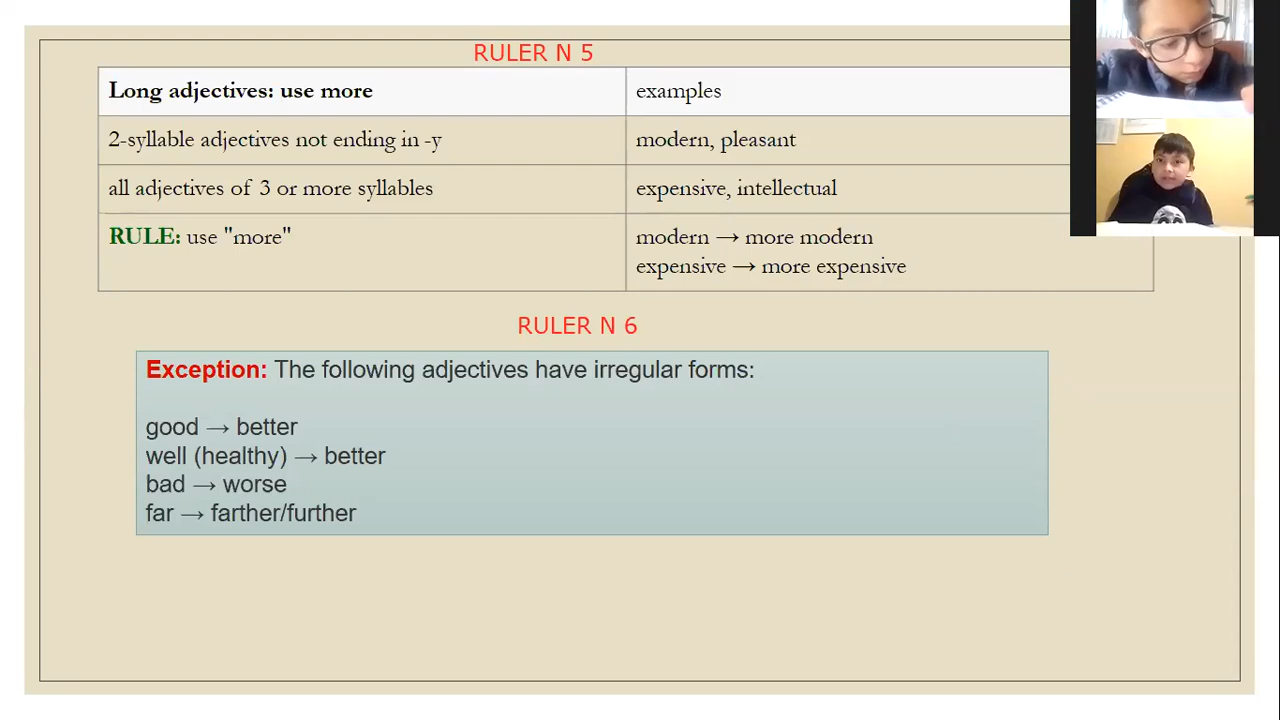 RULER N 5
Long adjectives: use more
examples
2-syllable adjectives not ending in -y
modern, pleasant
all adjectives of 3 or more syllables
expensive, intellectual
RULE: use "more"
modern → more modern
expensive → more expensive
RULER N 6
Exception: The following adjectives have irregular forms:
good → better
well (healthy) → better
bad → worse
far → farther/further